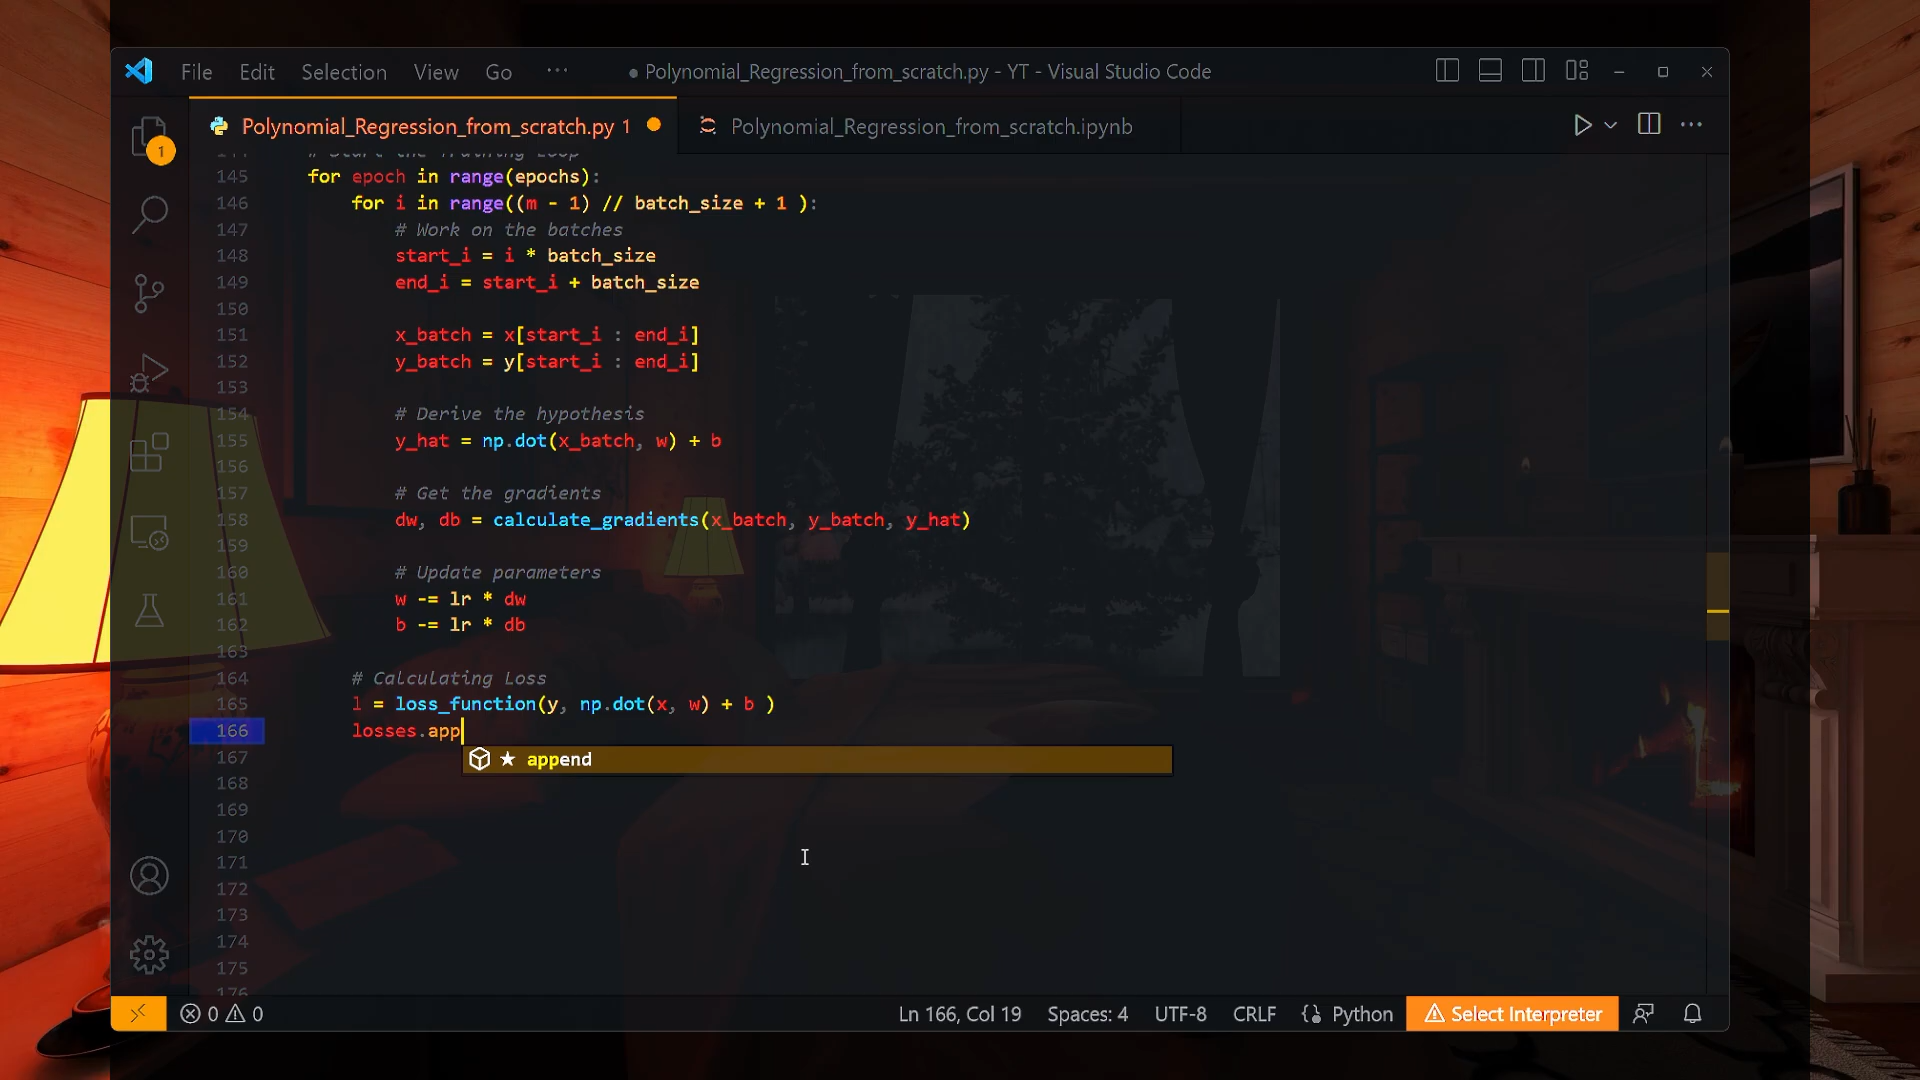 File Edit Selection View Go ··· ● Polynomial_Regression_from_scratch.py - YT - Visual Studio Code
Polynomial_Regression_from_scratch.py 1 Polynomial_Regression_from_scratch.ipynb
1
144 # Start the Training Loop
145 for epoch in range(epochs):
146 for i in range((m - 1) // batch_size + 1 ):
147 # Work on the batches
148 start_i = i * batch_size
149 end_i = start_i + batch_size
150
151 x_batch = x[start_i : end_i]
152 y_batch = y[start_i : end_i]
153
154 # Derive the hypothesis
155 y_hat = np.dot(x_batch, w) + b
156
157 # Get the gradients
158 dw, db = calculate_gradients(x_batch, y_batch, y_hat)
159
160 # Update parameters
161 w -= lr * dw
162 b -= lr * db
163
164 # Calculating Loss
165 l = loss_function(y, np.dot(x, w) + b )
166 losses.app
append
167
168
169
170
171
172
173
174
175
176
0 0 Ln 166, Col 19 Spaces: 4 UTF-8 CRLF Python Select Interpreter